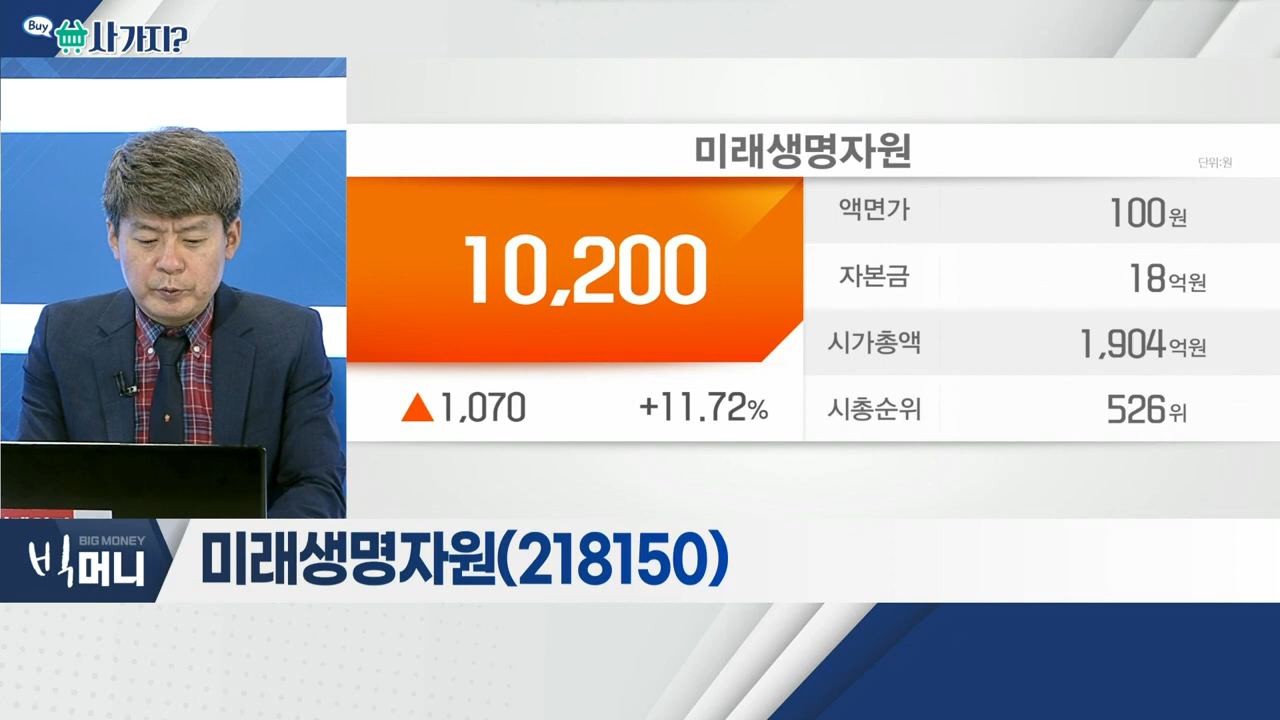 Buy
사가지?
미래생명자원
단위:원
10,200
▲1,070 +11.72%
액면가 100원
자본금 18억원
시가총액 1,904억원
시총순위 526위
BIG MONEY
빅머니
미래생명자원(218150)